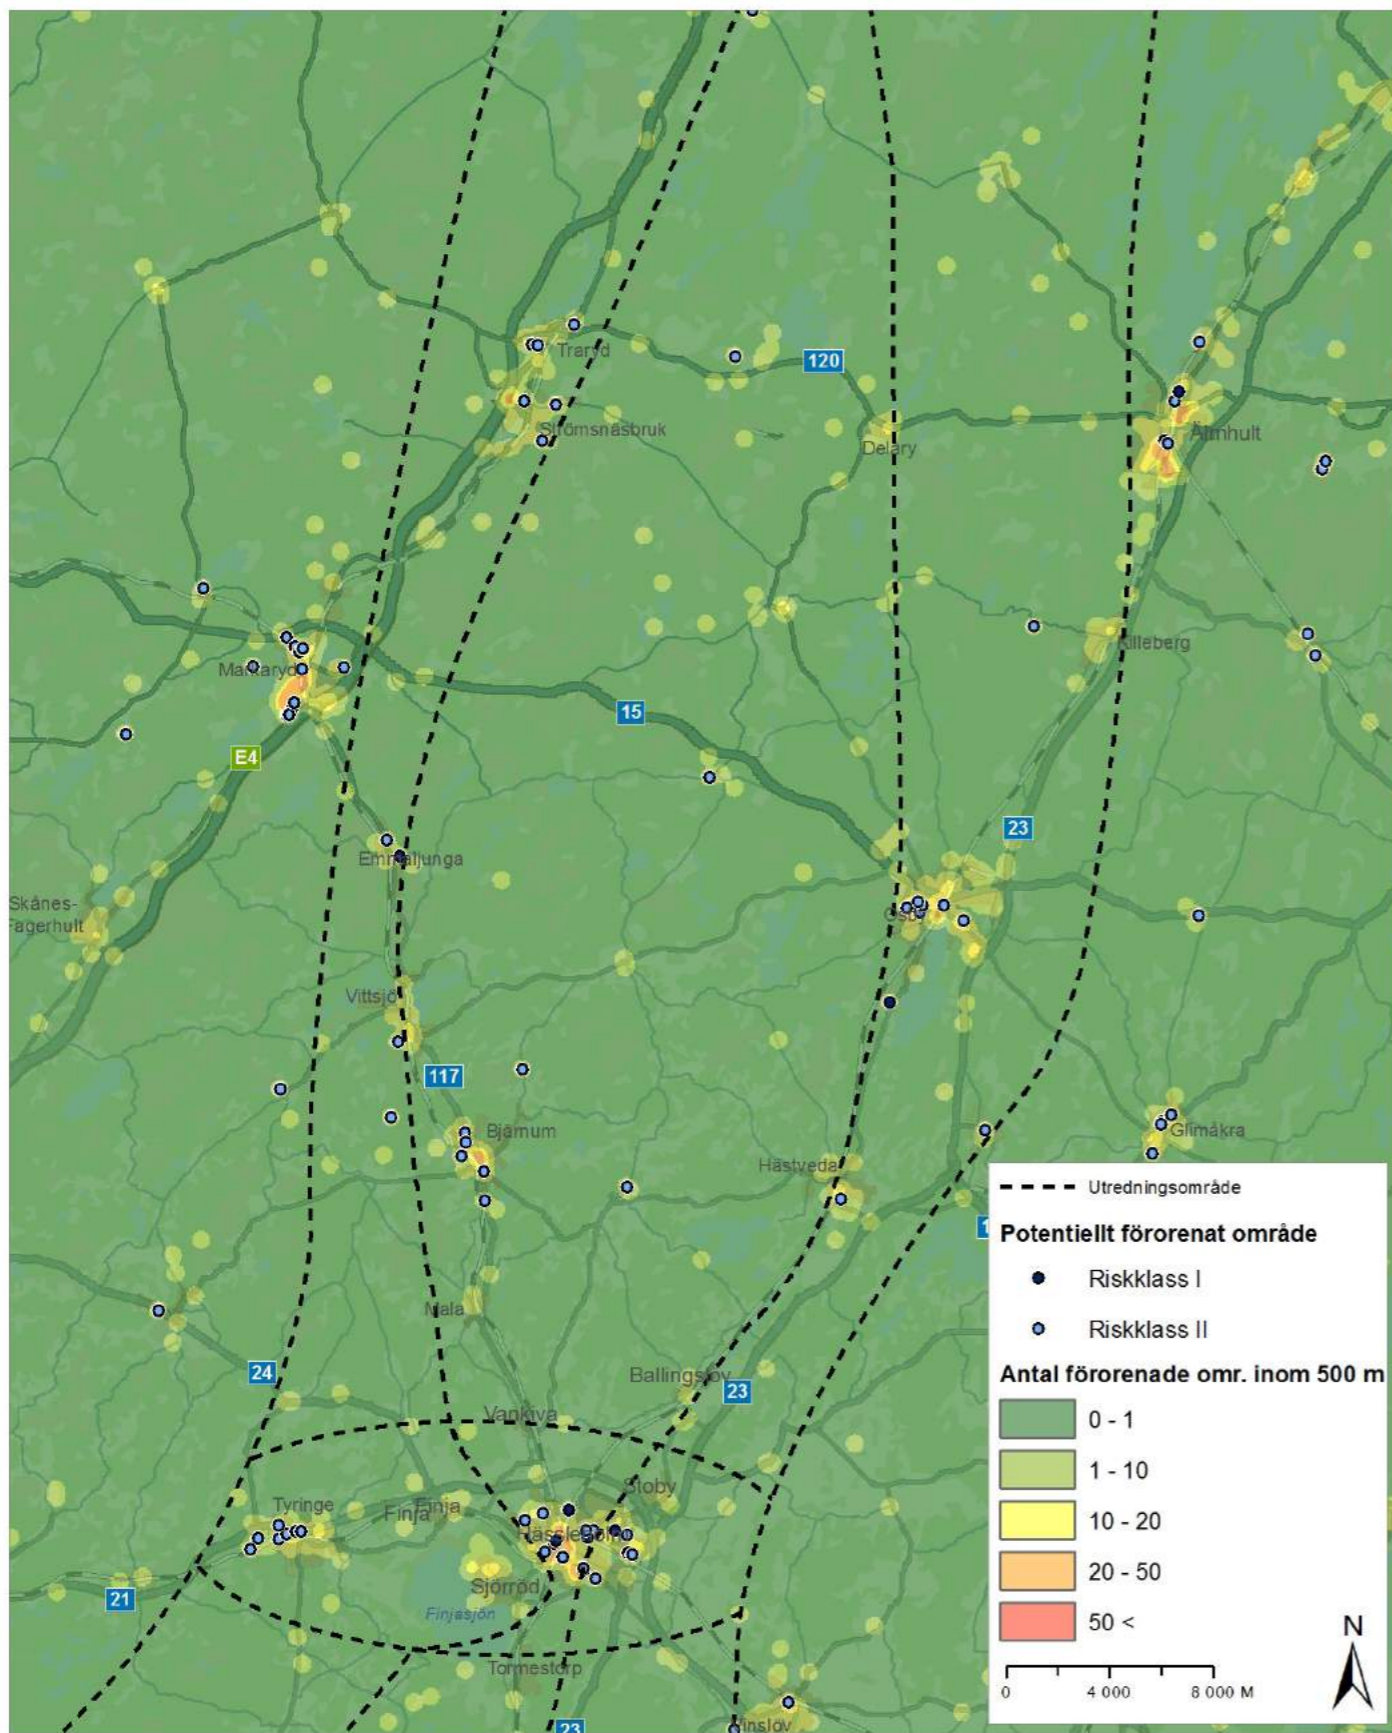 Traryd
120
Strömsnäsbruk
Delary
Älmhult
Killeberg
Markaryd
15
E4
23
Emmaljunga
Skånes-
Fagerhult
Osby
Vittsjö
117
Bjärnum
Glimåkra
Hästveda
Mala
24
Ballingslöv
23
Vankiva
Stoby
Tyringe
Finja
Finja
Hässleholm
Sjörröd
21
Finjasjön
Tormestorp
23
Utredningsområde
Potentiellt förorenat område
Riskklass I
Riskklass II
Antal förorenade omr. inom 500 m
0 - 1
1 - 10
10 - 20
20 - 50
50 <
N
0 4 000 8 000 M